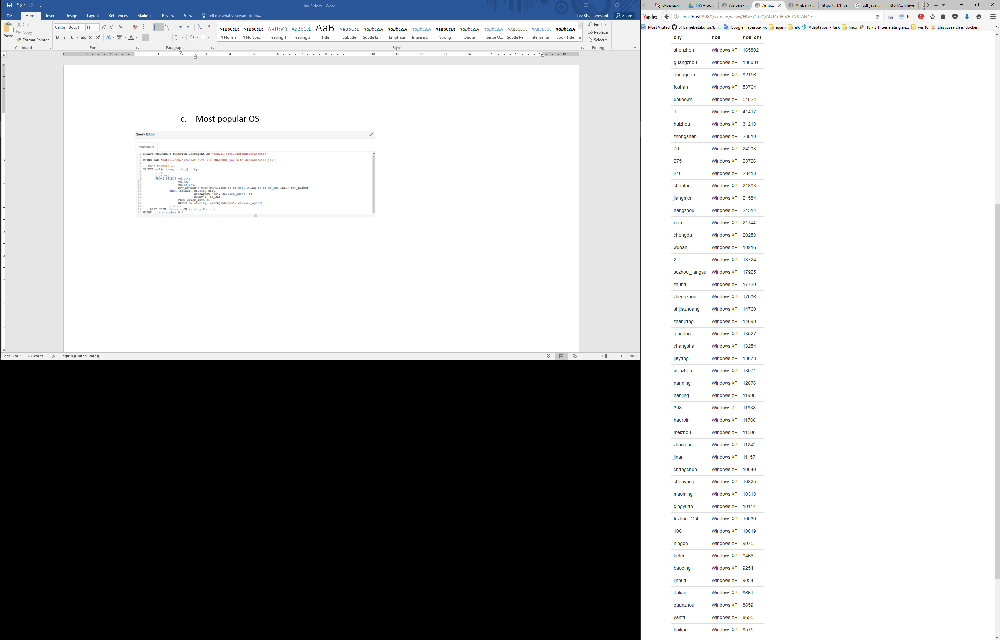 hw-3.docx - Word
File Home Insert Design Layout References Mailings Review View Tell me what you want to do... Lev Khacheresiantc Share
Paste
Cut
Copy
Format Painter
Clipboard
Calibri (Body) 11
Font
Paragraph
AaBbCcDc AaBbCcDc AaBbCc AaBbCcE AaB AaBbCcD AaBbCcDc AaBbCcDc AaBbCcDc AaBbCcDc AaBbCcDc AaBbCcDc AaBbCcDc AaBbCcDc AaBbCcDc
¶ Normal ¶ No Spac... Heading 1 Heading 2 Title Subtitle Subtle Em... Emphasis Intense E... Strong Quote Intense Q... Subtle Ref... Intense Re... Book Title
Styles
Find
Replace
Select
Editing
c. Most popular OS
Query Editor
Worksheet
1 CREATE TEMPORARY FUNCTION userAgent AS 'com.ki.hive.CustomHiveFunction'
2
3 USING JAR 'hdfs:///hw/hive/udf-hive-1.0-SNAPSHOT-jar-with-dependencies.jar';
4
5 -- MOST POPULAR os
6 SELECT nvl(c.name, r.city) city,
7 r.os,
8 r.os_cnt
9 FROM( SELECT cd.city,
10 cd.os,
11 cd.os_cnt,
12 ROW_NUMBER() OVER(PARTITION BY cd.city ORDER BY cd.os_cnt DESC) row_number
13 FROM (SELECT ci.city city,
14 userAgent("os", ci.user_agent) os,
15 COUNT(1) os_cnt
16 FROM click_info ci
17 GROUP BY ci.city, userAgent("os", ci.user_agent)
18 ) cd) r
19 LEFT JOIN cities c ON (r.city = c.id)
20 WHERE r.row_number = 1
Page 3 of 3 28 words English (United States) 190%
Входящи... HW – Go... Ambari - ... Amb... Ambari - ... http://...1/hive udf java.l... http://...1/hive
Yandex localhost:8080/#/main/views/HIVE/1.0.0/AUTO_HIVE_INSTANCE 16 7
Most Visited SFGameDataEditor/bin... Google Переводчик epam elk Adaptation - Task linux 18.7.3.1. Generating an... win10 Elasticsearch in docker...
city r.os r.os_cnt
shenzhen Windows XP 165802
guangzhou Windows XP 130031
dongguan Windows XP 82156
foshan Windows XP 53764
unknown Windows XP 51824
1 Windows XP 41417
huizhou Windows XP 31213
zhongshan Windows XP 28819
79 Windows XP 24208
275 Windows XP 23726
216 Windows XP 23418
shantou Windows XP 21893
jiangmen Windows XP 21584
hangzhou Windows XP 21514
xian Windows XP 21144
chengdu Windows XP 20253
wuhan Windows XP 19216
2 Windows XP 18724
suzhou_jiangsu Windows XP 17925
zhuhai Windows XP 17729
zhengzhou Windows XP 17006
shijiazhuang Windows XP 14760
zhanjiang Windows XP 14699
qingdao Windows XP 13527
changsha Windows XP 13254
jieyang Windows XP 13078
wenzhou Windows XP 13071
nanning Windows XP 12876
nanjing Windows XP 11998
393 Windows 7 11833
haerbin Windows XP 11760
meizhou Windows XP 11506
zhaoqing Windows XP 11242
jinan Windows XP 11157
changchun Windows XP 10840
shenyang Windows XP 10825
maoming Windows XP 10313
qingyuan Windows XP 10114
fuzhou_124 Windows XP 10030
106 Windows XP 10019
ningbo Windows XP 9975
hefei Windows XP 9466
baoding Windows XP 9254
jinhua Windows XP 9034
dalian Windows XP 8661
quanzhou Windows XP 8659
yantai Windows XP 8655
haikou Windows XP 8575